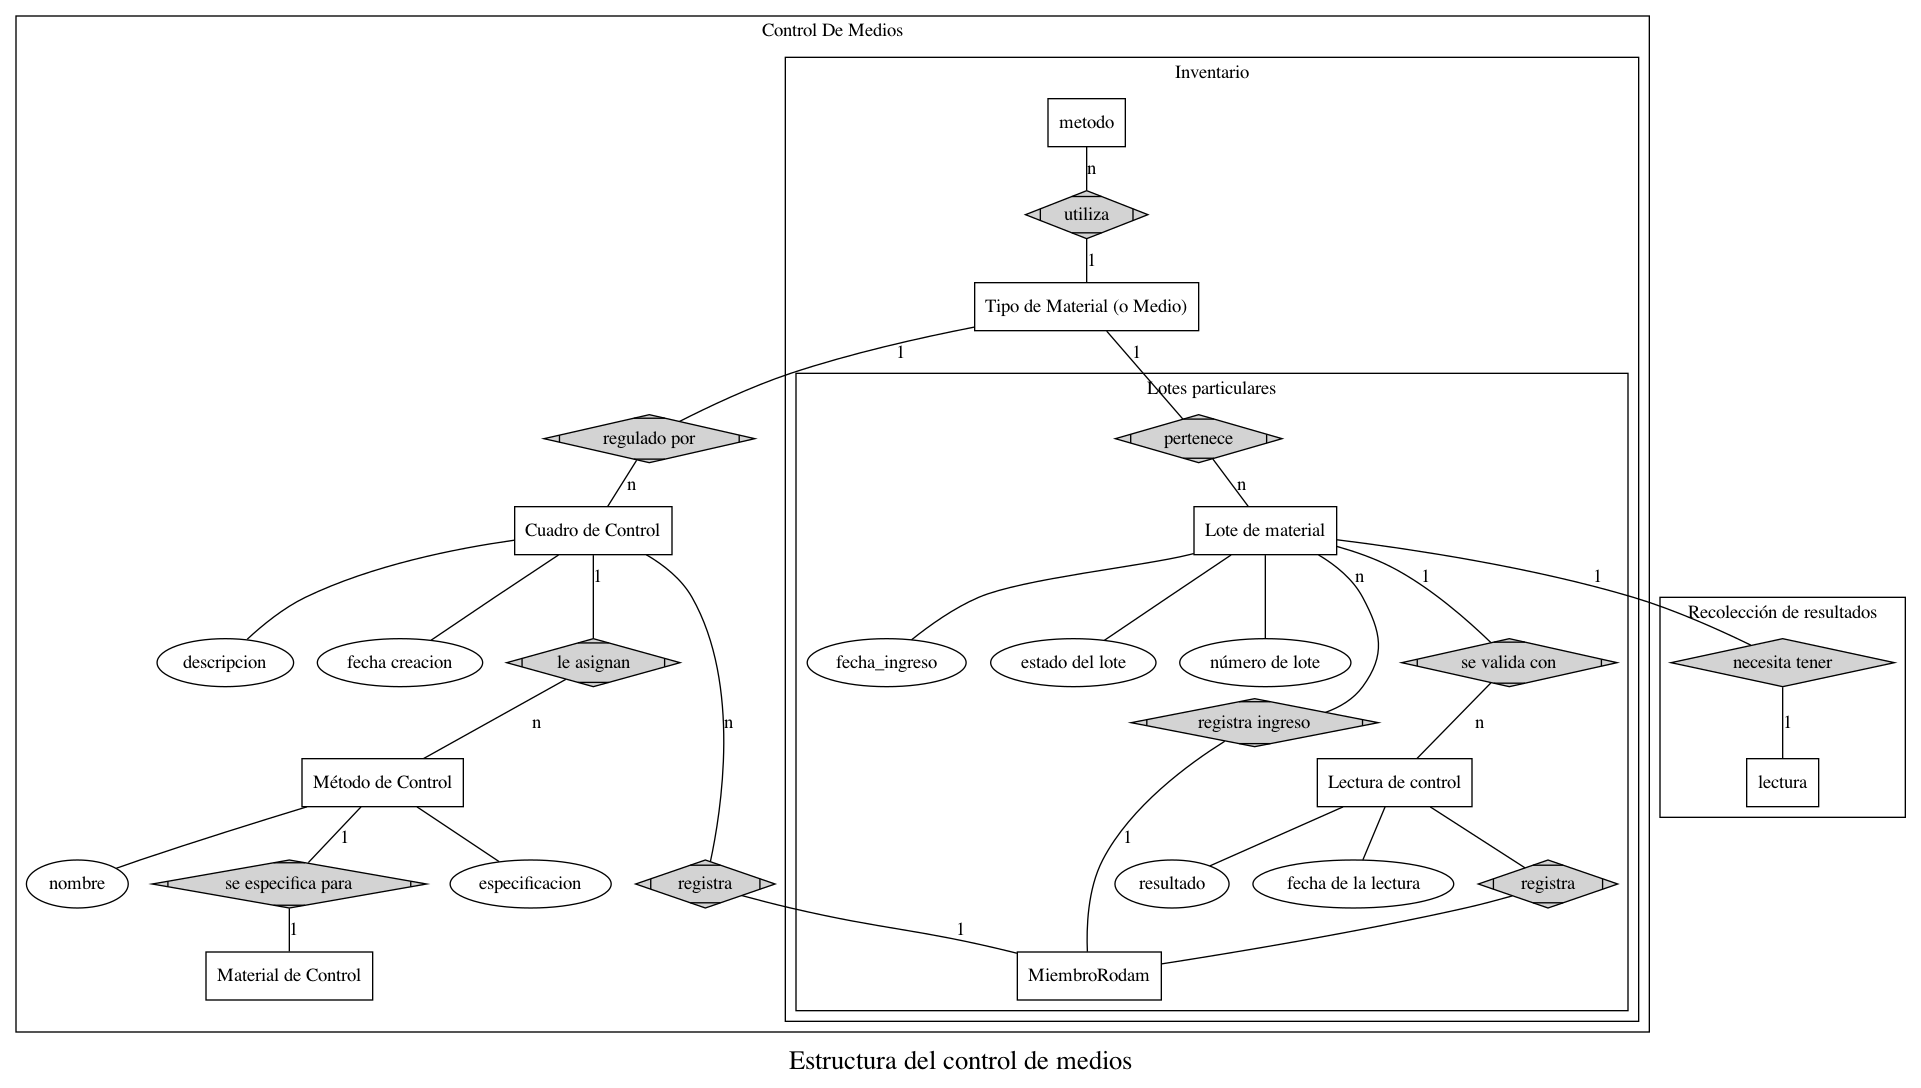 Control De Medios
Inventario
metodo
n
utiliza
1
Tipo de Material (o Medio)
1
1
Lotes particulares
regulado por
pertenece
n
n
Cuadro de Control
Lote de material
1
n
1
1
Recolección de resultados
descripcion
fecha creacion
le asignan
fecha_ingreso
estado del lote
número de lote
se valida con
necesita tener
n
n
registra ingreso
n
1
Método de Control
Lectura de control
lectura
1
1
nombre
se especifica para
especificacion
registra
resultado
fecha de la lectura
registra
1
1
Material de Control
MiembroRodam
Estructura del control de medios